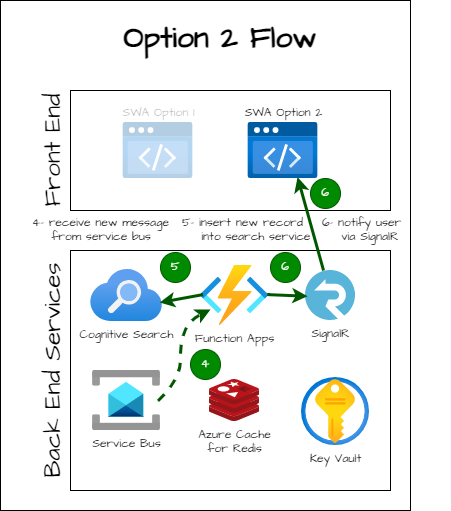 Option 2 Flow
Front End
SWA Option 1
SWA Option 2
6
4- receive new message
from service bus
5- insert new record
into search service
6- notify user
via SignalR
Back End Services
5
6
Cognitive Search
Function Apps
SignalR
4
Service Bus
Azure Cache
for Redis
Key Vault